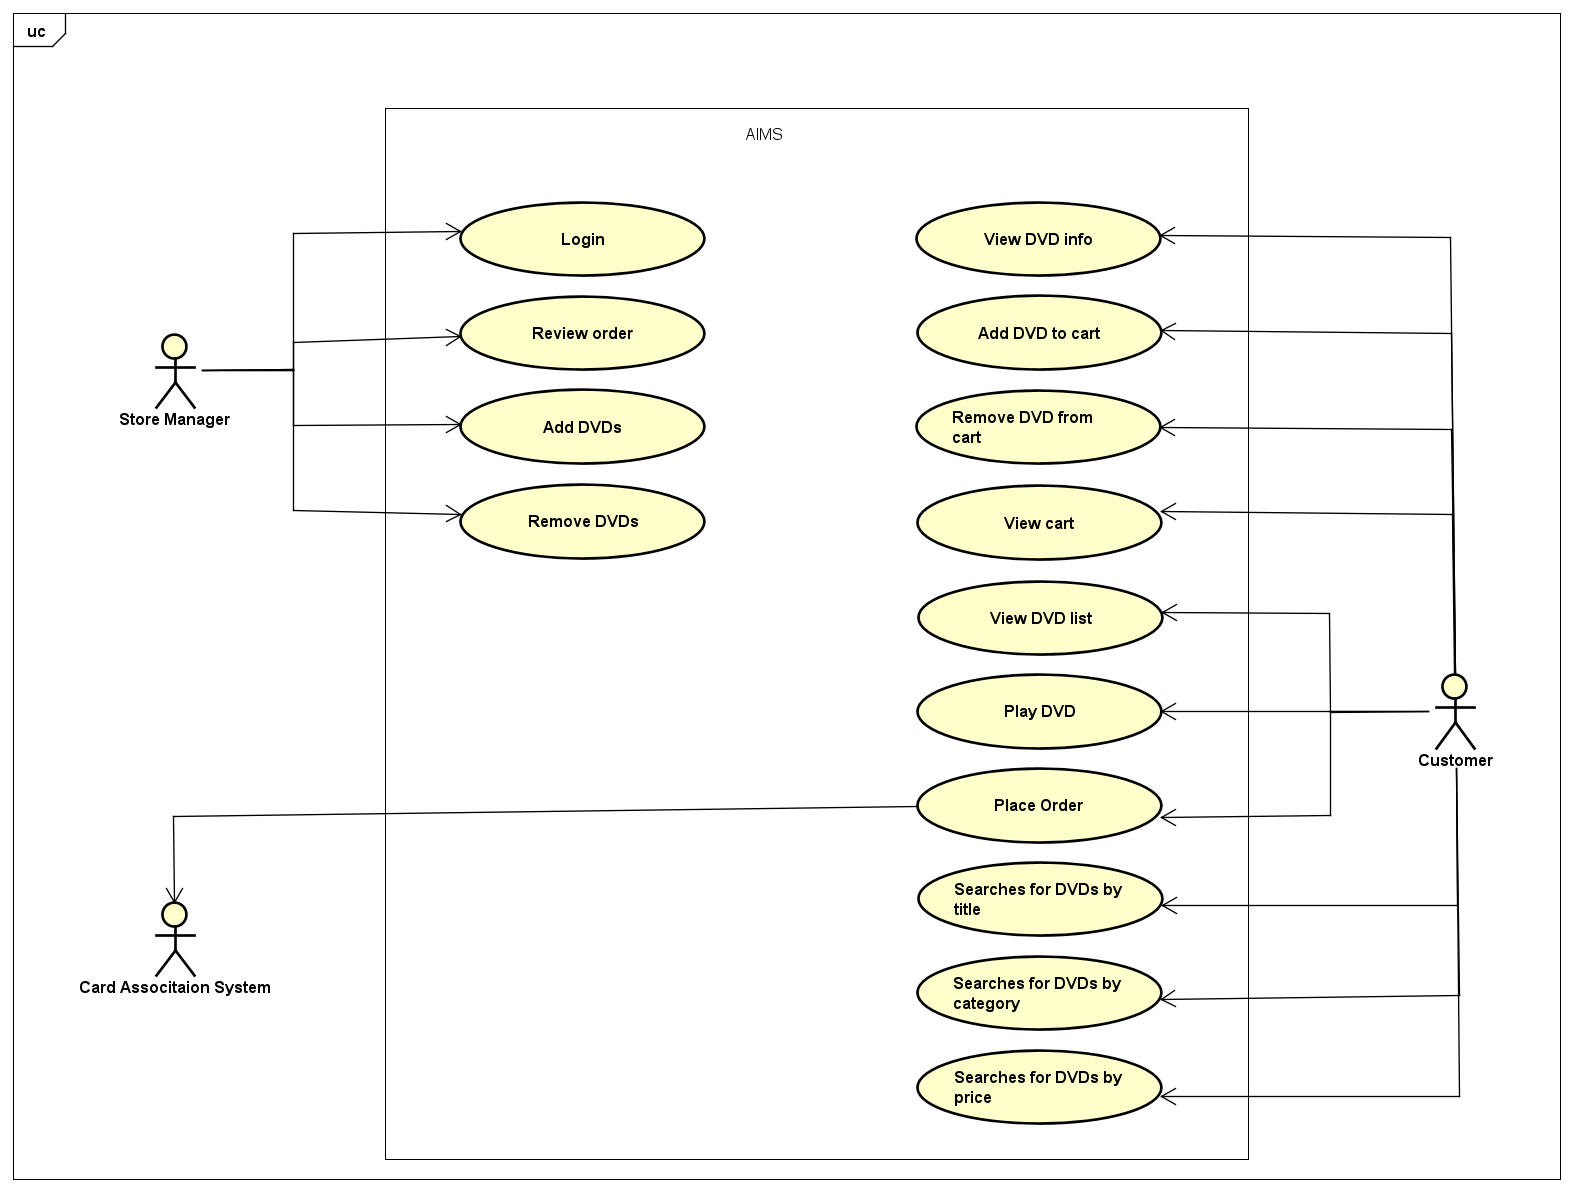 uc
AIMS
Login
Review order
Add DVDs
Remove DVDs
Store Manager
View DVD info
Add DVD to cart
Remove DVD from
cart
View cart
View DVD list
Play DVD
Place Order
Searches for DVDs by
title
Searches for DVDs by
category
Searches for DVDs by
price
Customer
Card Associtaion System